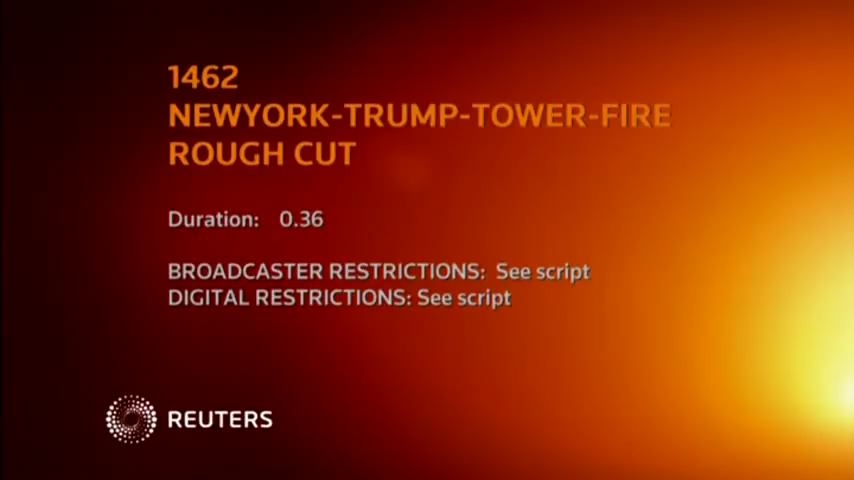 1462
NEWYORK-TRUMP-TOWER-FIRE
ROUGH CUT
Duration: 0.36
BROADCASTER RESTRICTIONS: See script
DIGITAL RESTRICTIONS: See script
REUTERS